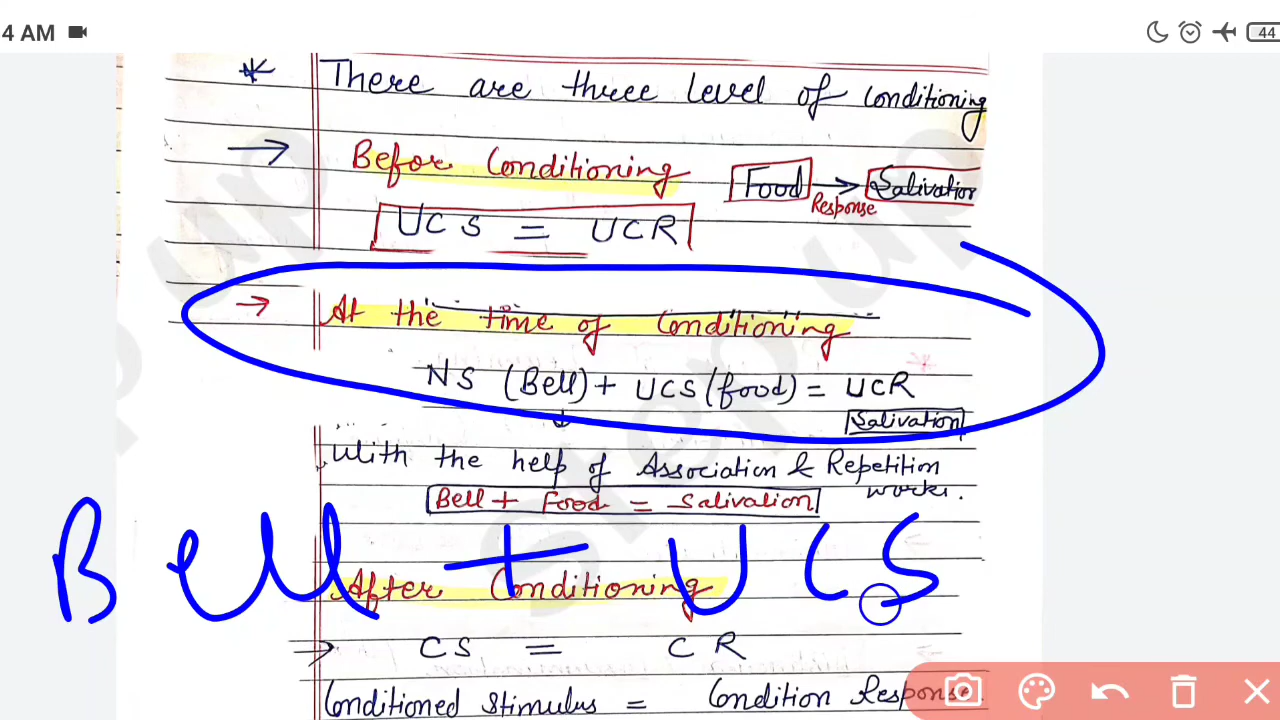 4 AM
44
* There are three level of conditioning
→ Befor Conditioning
Food → Salivation
Response
UCS = UCR
→ At the time of Conditioning
NS (Bell) + UCS (food) = UCR
Salivation
With the help of Association & Repetition
works.
Bell + Food = Salivation
Bell + UCS
After Conditioning
→ CS = CR
Conditioned Stimulus = Condition Response.
step up